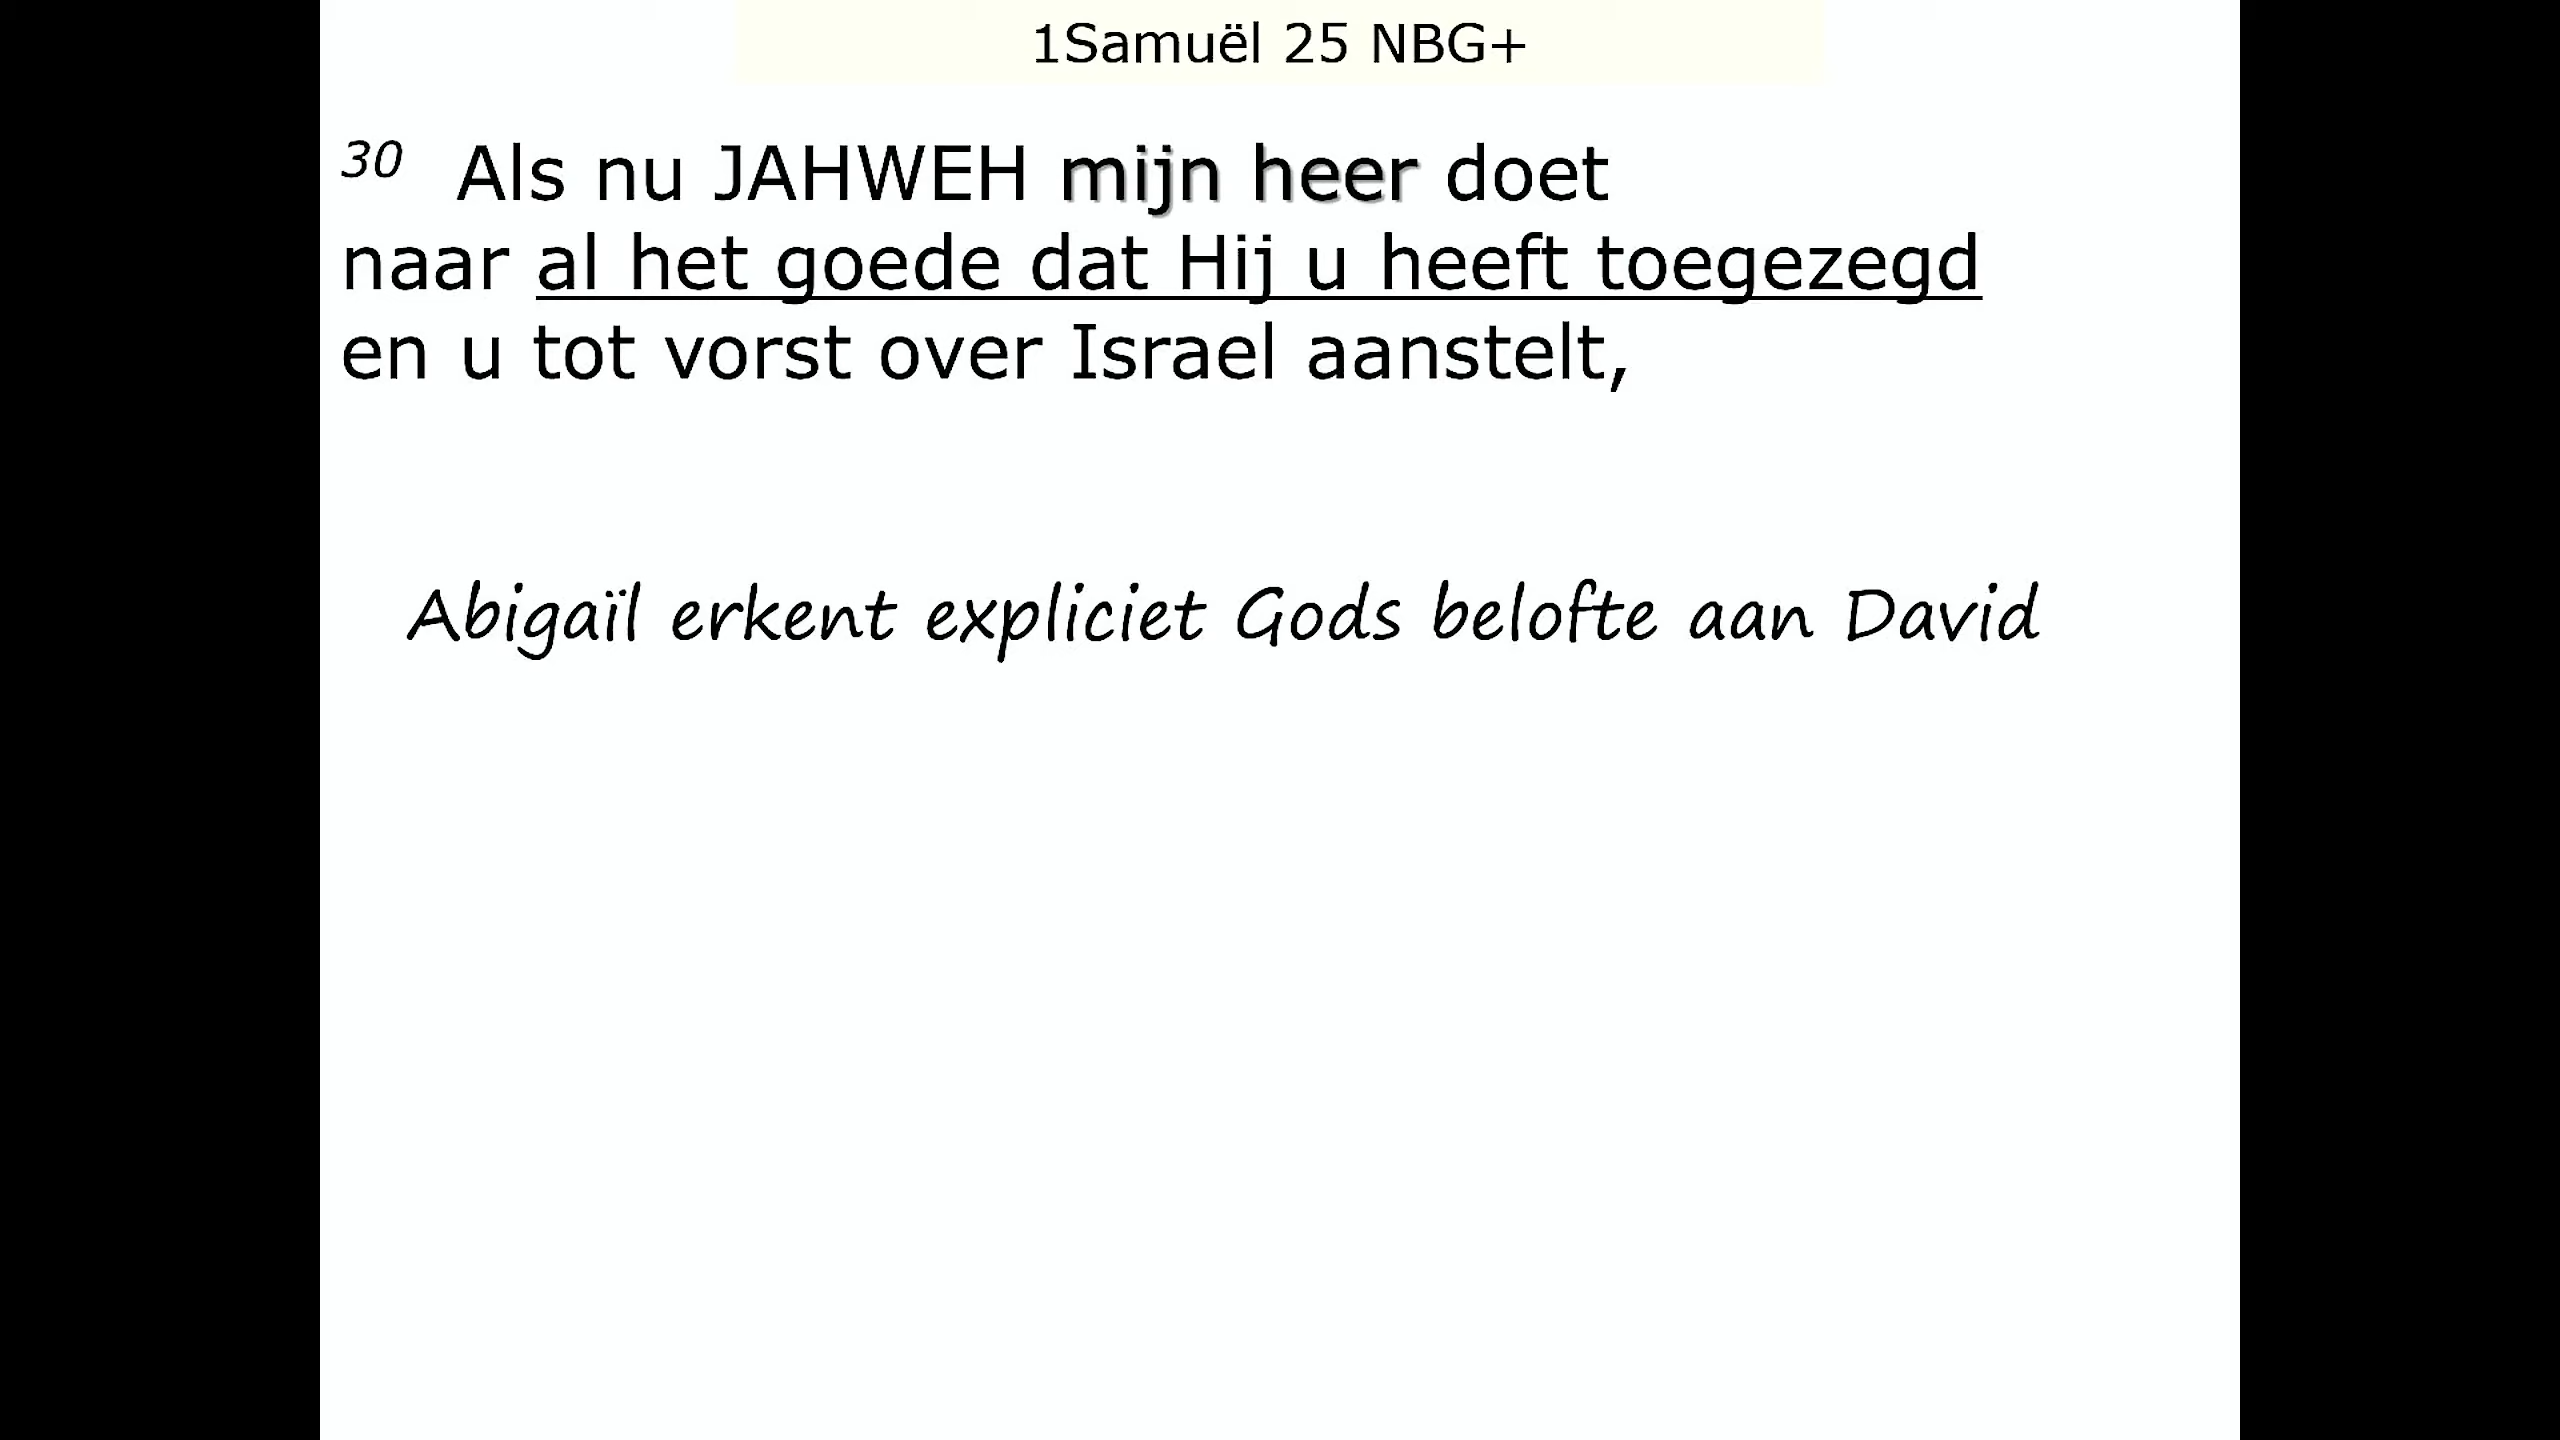 1Samuël 25 NBG+
30 Als nu JAHWEH mijn heer doet
naar al het goede dat Hij u heeft toegezegd
en u tot vorst over Israel aanstelt,
Abigaïl erkent expliciet Gods belofte aan David